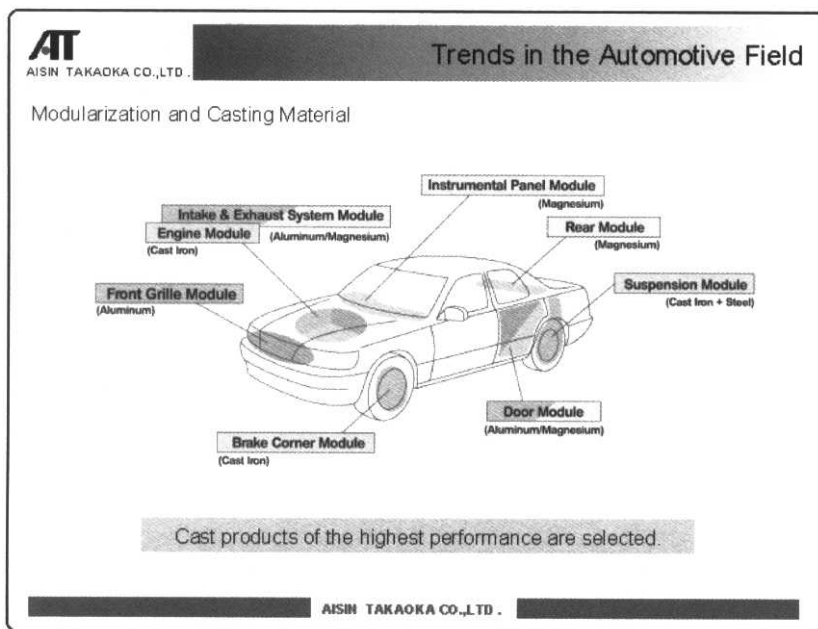 AT
AISIN TAKAOKA CO.,LTD.
Trends in the Automotive Field
Modularization and Casting Material
Instrumental Panel Module
(Magnesium)
Intake & Exhaust System Module
(Aluminum/Magnesium)
Engine Module
(Cast Iron)
Rear Module
(Magnesium)
Front Grille Module
(Aluminum)
Suspension Module
(Cast Iron + Steel)
Door Module
(Aluminum/Magnesium)
Brake Corner Module
(Cast Iron)
Cast products of the highest performance are selected.
AISIN TAKAOKA CO.,LTD.